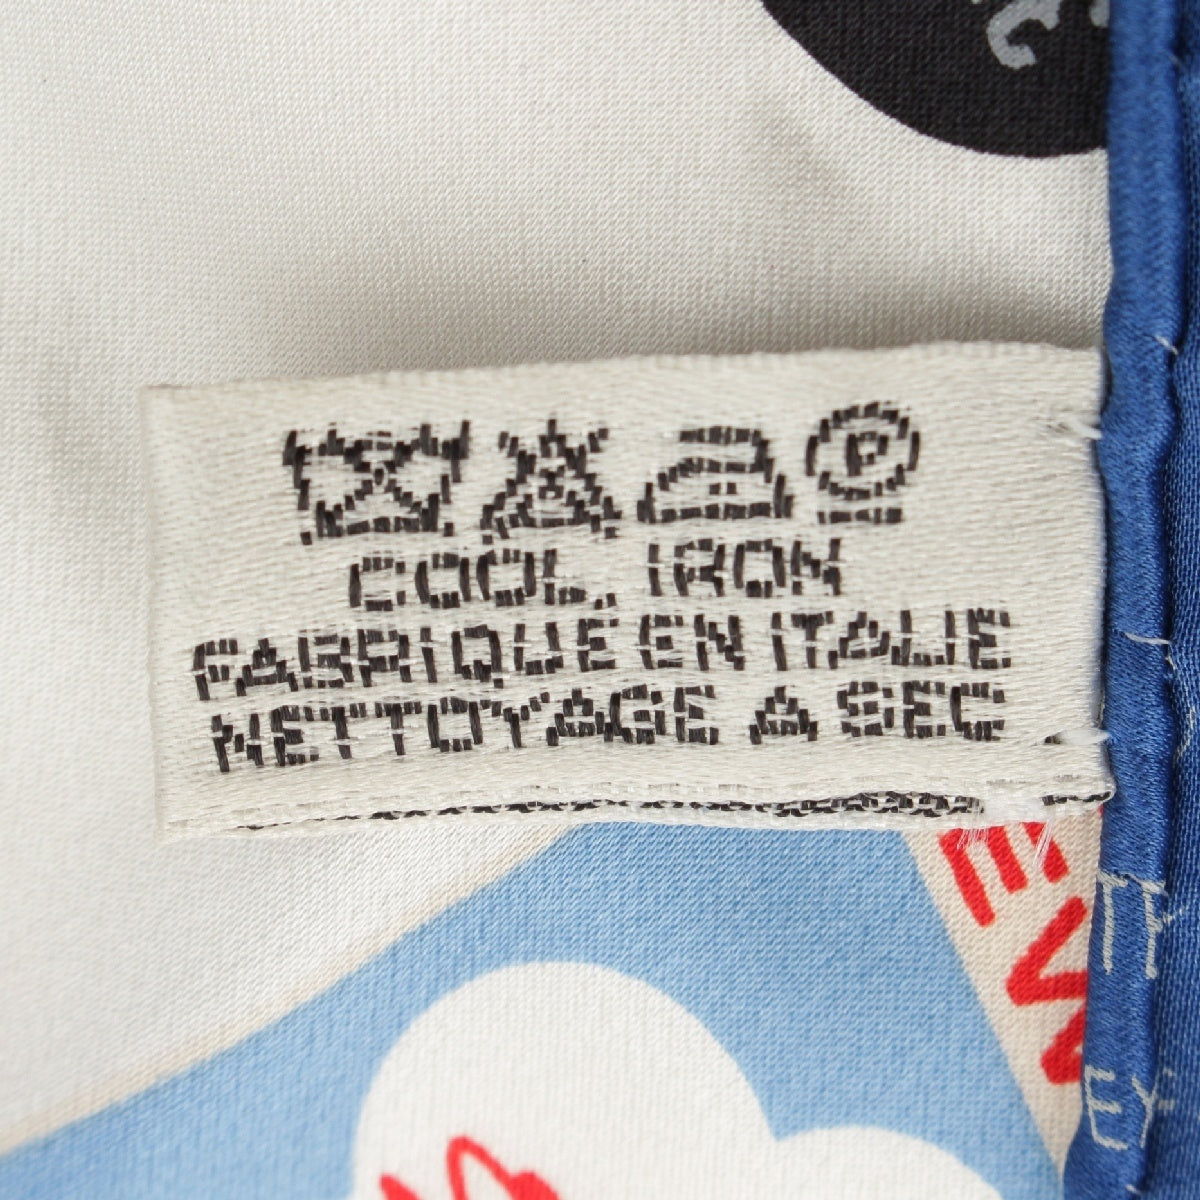 P
COOL IRON
FABRIQUE EN ITALIE
NETTOYAGE A SEC